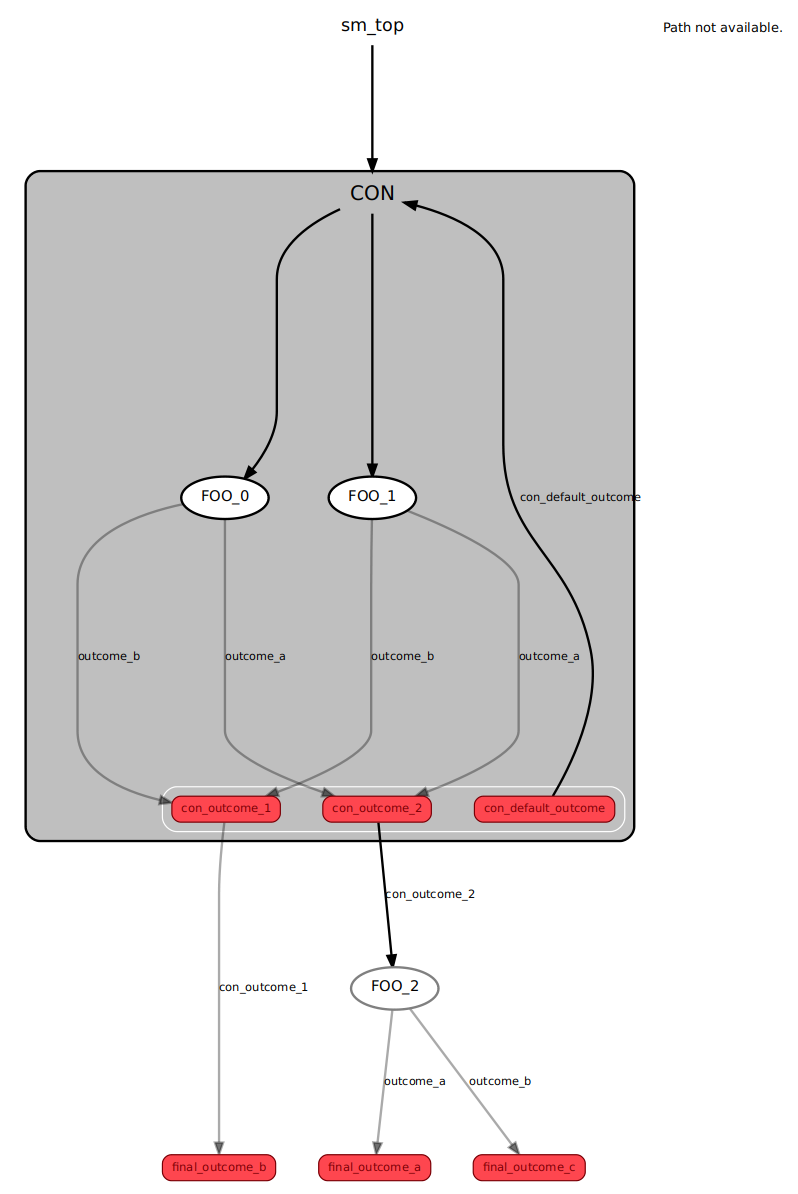 sm_top
Path not available.
CON
FOO_0
FOO_1
con_default_outcome
outcome_b
outcome_a
outcome_b
outcome_a
con_outcome_1
con_outcome_2
con_default_outcome
con_outcome_2
FOO_2
con_outcome_1
outcome_a
outcome_b
final_outcome_b
final_outcome_a
final_outcome_c